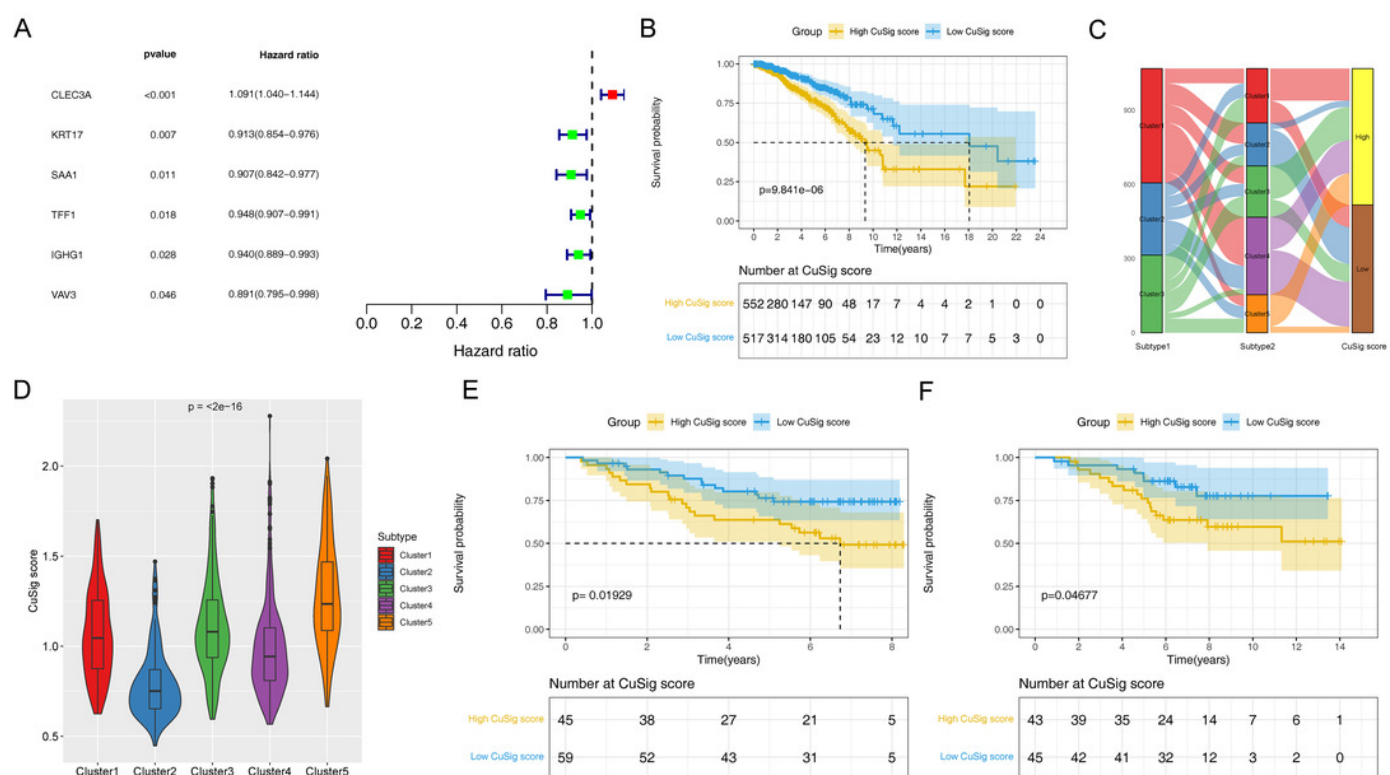 A
pvalue Hazard ratio
CLEC3A <0.001 1.091(1.040−1.144)
KRT17 0.007 0.913(0.854−0.976)
SAA1 0.011 0.907(0.842−0.977)
TFF1 0.018 0.948(0.907−0.991)
IGHG1 0.028 0.940(0.889−0.993)
VAV3 0.046 0.891(0.795−0.998)
0.0 0.2 0.4 0.6 0.8 1.0
Hazard ratio
B
Group High CuSig score Low CuSig score
Survival probability
1.00
0.75
0.50
0.25
0.00
p=9.841e−06
0 2 4 6 8 10 12 14 16 18 20 22 24
Time(years)
Number at CuSig score
High CuSig score 552 280 147 90 48 17 7 4 4 2 1 0 0
Low CuSig score 517 314 180 105 54 23 12 10 7 7 5 3 0
C
900
600
300
0
Cluster1
Cluster2
Cluster3
Cluster1
Cluster2
Cluster3
Cluster4
Cluster5
High
Low
Subtype1 Subtype2 CuSig score
D
p = <2e−16
CuSig score
2.0
1.5
1.0
0.5
Cluster1 Cluster2 Cluster3 Cluster4 Cluster5
Subtype
Cluster1
Cluster2
Cluster3
Cluster4
Cluster5
E
Group High CuSig score Low CuSig score
Survival probability
1.00
0.75
0.50
0.25
0.00
p= 0.01929
0 2 4 6 8
Time(years)
Number at CuSig score
High CuSig score 45 38 27 21 5
Low CuSig score 59 52 43 31 5
F
Group High CuSig score Low CuSig score
Survival probability
1.00
0.75
0.50
0.25
0.00
p=0.04677
0 2 4 6 8 10 12 14
Time(years)
Number at CuSig score
High CuSig score 43 39 35 24 14 7 6 1
Low CuSig score 45 42 41 32 12 3 2 0